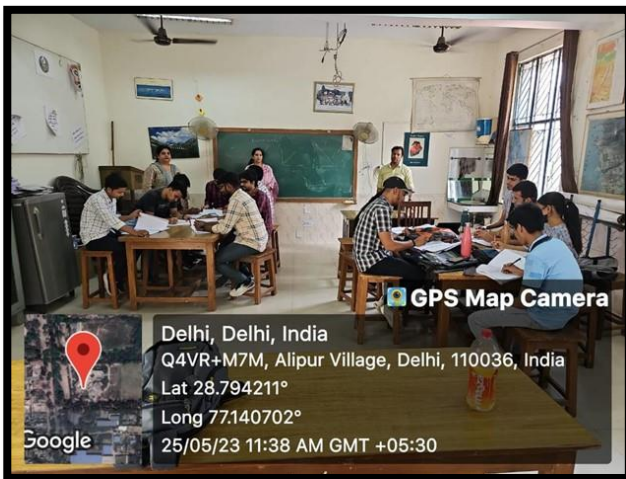 GPS Map Camera
Delhi, Delhi, India
Q4VR+M7M, Alipur Village, Delhi, 110036, India
Lat 28.794211°
Long 77.140702°
25/05/23 11:38 AM GMT +05:30
Google